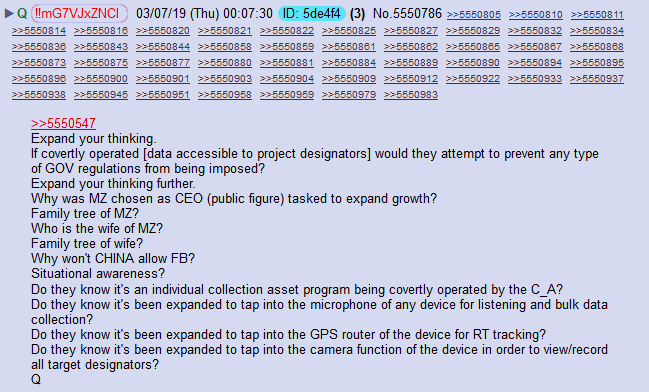 ▶ Q !!mG7VJxZNCI 03/07/19 (Thu) 00:07:30 ID: 5de4f4 (3) No.5550786 >>5550805 >>5550810 >>5550811
>>5550814 >>5550816 >>5550820 >>5550821 >>5550822 >>5550825 >>5550827 >>5550829 >>5550832 >>5550834
>>5550836 >>5550843 >>5550844 >>5550858 >>5550859 >>5550861 >>5550862 >>5550865 >>5550867 >>5550868
>>5550873 >>5550875 >>5550877 >>5550880 >>5550881 >>5550884 >>5550889 >>5550890 >>5550894 >>5550895
>>5550896 >>5550900 >>5550901 >>5550903 >>5550904 >>5550909 >>5550912 >>5550922 >>5550933 >>5550937
>>5550938 >>5550945 >>5550951 >>5550958 >>5550959 >>5550979 >>5550983
>>5550547
Expand your thinking.
If covertly operated [data accessible to project designators] would they attempt to prevent any type
of GOV regulations from being imposed?
Expand your thinking further.
Why was MZ chosen as CEO (public figure) tasked to expand growth?
Family tree of MZ?
Who is the wife of MZ?
Family tree of wife?
Why won't CHINA allow FB?
Situational awareness?
Do they know it's an individual collection asset program being covertly operated by the C_A?
Do they know it's been expanded to tap into the microphone of any device for listening and bulk data
collection?
Do they know it's been expanded to tap into the GPS router of the device for RT tracking?
Do they know it's been expanded to tap into the camera function of the device in order to view/record
all target designators?
Q